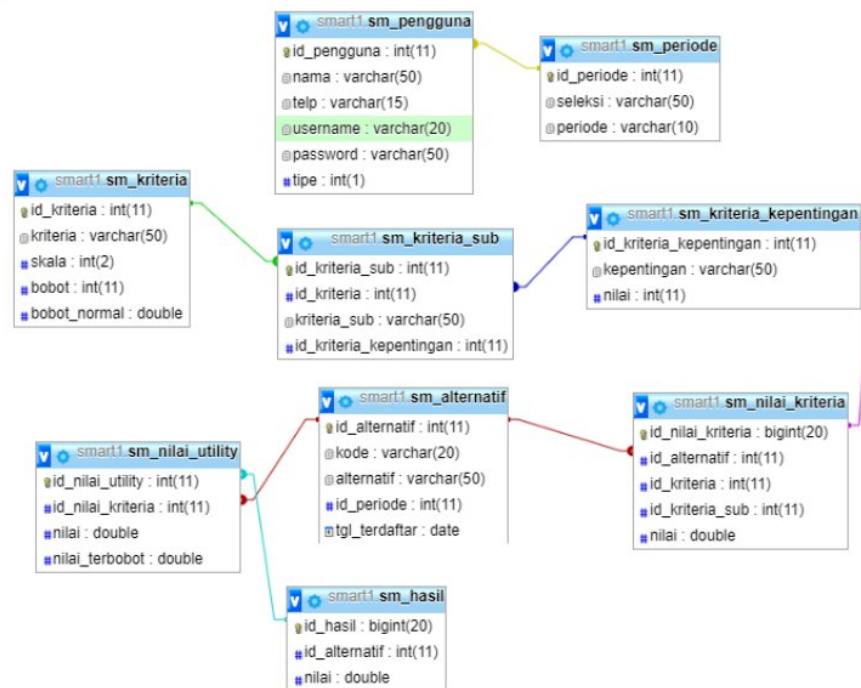 smart1.sm_pengguna
id_pengguna : int(11)
nama : varchar(50)
telp : varchar(15)
username : varchar(20)
password : varchar(50)
tipe : int(1)
smart1.sm_periode
id_periode : int(11)
seleksi : varchar(50)
periode : varchar(10)
smart1.sm_kriteria
id_kriteria : int(11)
kriteria : varchar(50)
skala : int(2)
bobot : int(11)
bobot_normal : double
smart1.sm_kriteria_sub
id_kriteria_sub : int(11)
id_kriteria : int(11)
kriteria_sub : varchar(50)
id_kriteria_kepentingan : int(11)
smart1.sm_kriteria_kepentingan
id_kriteria_kepentingan : int(11)
kepentingan : varchar(50)
nilai : int(11)
smart1.sm_nilai_utility
id_nilai_utility : int(11)
id_nilai_kriteria : int(11)
nilai : double
nilai_terbobot : double
smart1.sm_alternatif
id_alternatif : int(11)
kode : varchar(20)
alternatif : varchar(50)
id_periode : int(11)
tgl_terdaftar : date
smart1.sm_nilai_kriteria
id_nilai_kriteria : bigint(20)
id_alternatif : int(11)
id_kriteria : int(11)
id_kriteria_sub : int(11)
nilai : double
smart1.sm_hasil
id_hasil : bigint(20)
id_alternatif : int(11)
nilai : double